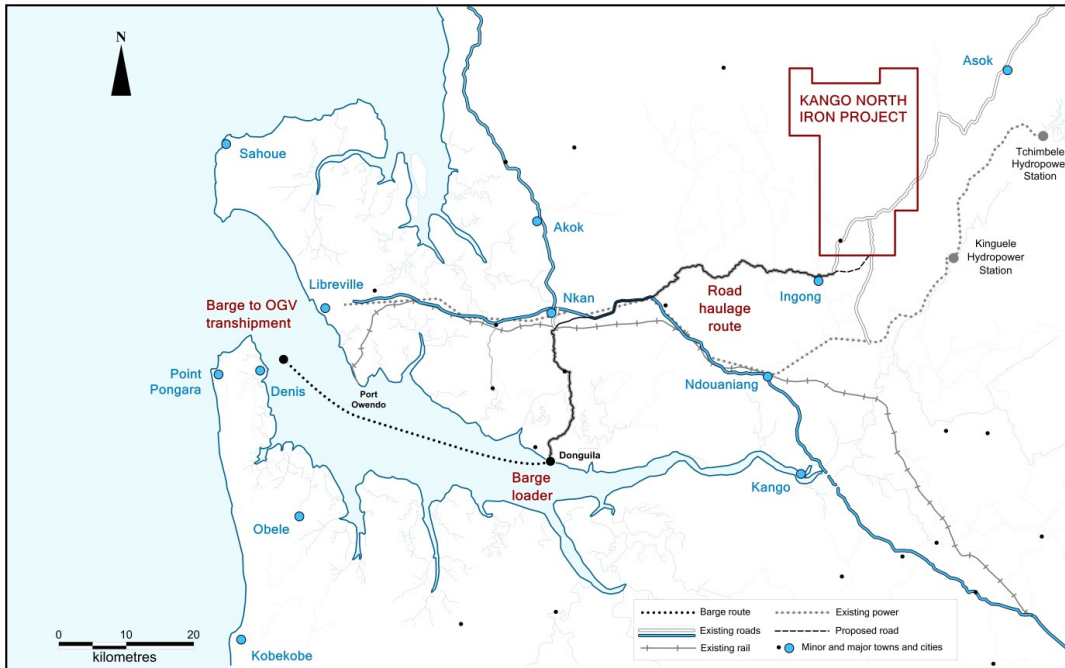 N
Asok
KANGO NORTH
IRON PROJECT
Sahoue
Tchimbele
Hydropower
Station
Akok
Kinguele
Hydropower
Station
Libreville
Nkan
Ingong
Road
haulage
route
Barge to OGV
transhipment
Point
Pongara
Denis
Port
Owendo
Ndouaniang
Donguila
Barge
loader
Kango
Obele
Kobekobe
0 10 20
kilometres
Barge route
Existing power
Existing roads
Proposed road
Existing rail
Minor and major towns and cities